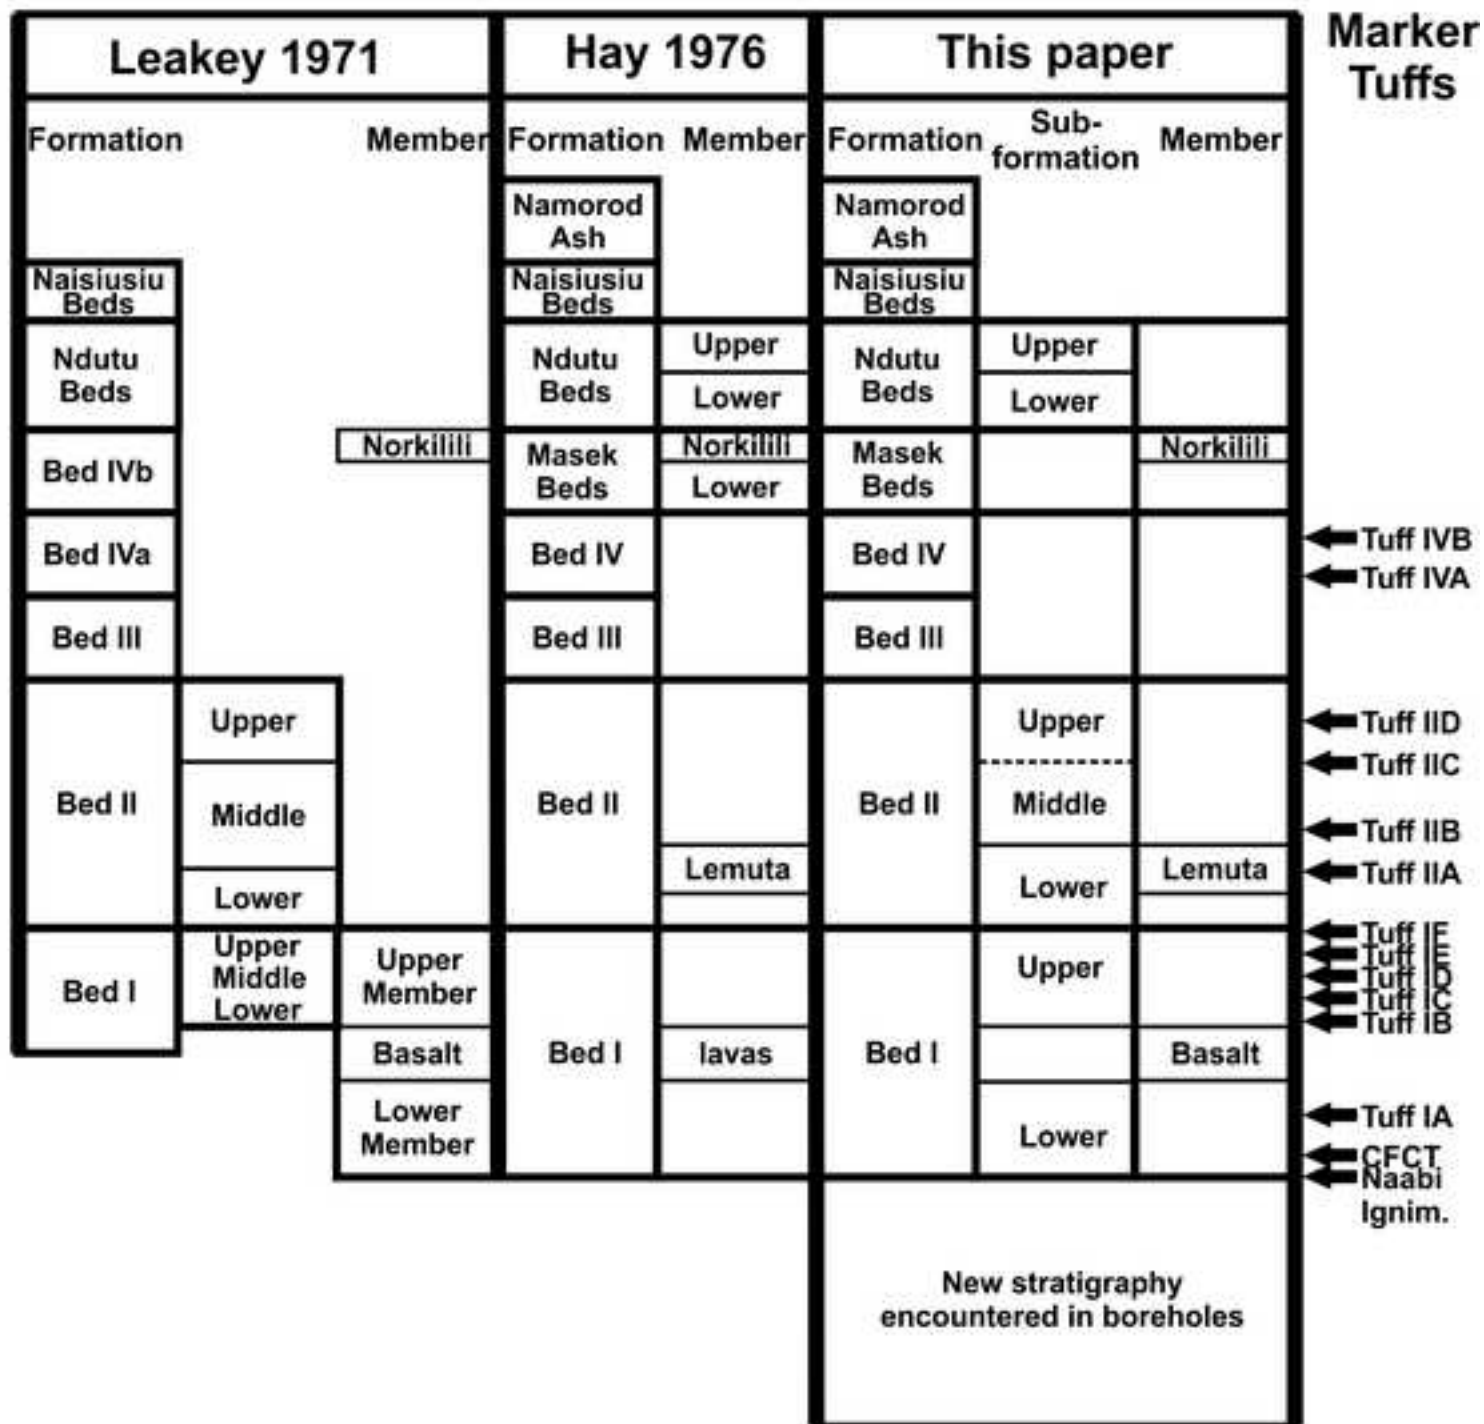 Leakey 1971
Hay 1976
This paper
Marker
Tuffs
Formation
Member
Formation
Member
Formation
Sub-
formation
Member
Naisiusiu
Beds
Ndutu
Beds
Bed IVb
Bed IVa
Bed III
Bed II
Bed I
Upper
Middle
Lower
Upper
Middle
Lower
Norkilili
Upper
Member
Basalt
Lower
Member
Namorod
Ash
Naisiusiu
Beds
Ndutu
Beds
Masek
Beds
Bed IV
Bed III
Bed II
Bed I
Upper
Lower
Norkilili
Lower
Lemuta
lavas
Namorod
Ash
Naisiusiu
Beds
Ndutu
Beds
Masek
Beds
Bed IV
Bed III
Bed II
Bed I
Upper
Lower
Upper
Middle
Lower
Upper
Lower
Norkilili
Lemuta
Basalt
New stratigraphy
encountered in boreholes
Tuff IVB
Tuff IVA
Tuff IID
Tuff IIC
Tuff IIB
Tuff IIA
Tuff IF
Tuff IE
Tuff ID
Tuff IC
Tuff IB
Tuff IA
CFCT
Naabi
Ignim.